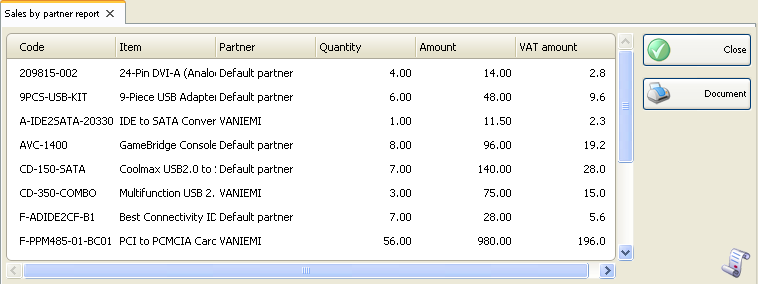 Sales by partner report
Code Item Partner Quantity Amount VAT amount
209815-002 24-Pin DVI-A (Analo Default partner 4.00 14.00 2.8
9PCS-USB-KIT 9-Piece USB Adapte Default partner 6.00 48.00 9.6
A-IDE2SATA-20330 IDE to SATA Conver VANIEMI 1.00 11.50 2.3
AVC-1400 GameBridge Console Default partner 8.00 96.00 19.2
CD-150-SATA Coolmax USB2.0 to Default partner 7.00 140.00 28.0
CD-350-COMBO Multifunction USB 2. VANIEMI 3.00 75.00 15.0
F-ADIDE2CF-B1 Best Connectivity ID Default partner 7.00 28.00 5.6
F-PPM485-01-BC01 PCI to PCMCIA Card VANIEMI 56.00 980.00 196.0
Close
Document